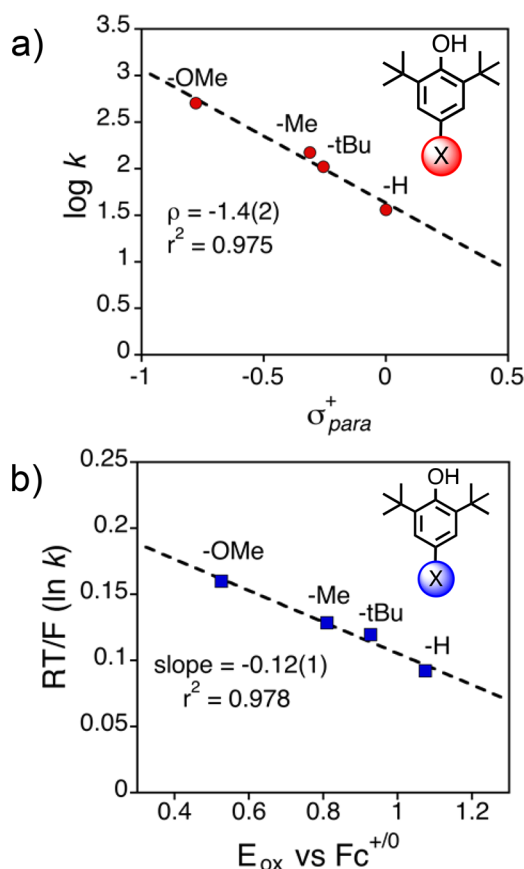 a)
3.5
3
2.5
2
1.5
1
0.5
0
log k
-OMe
-Me
-tBu
-H
ρ = -1.4(2)
r² = 0.975
OH
X
-1
-0.5
0
0.5
σ⁺para
b)
0.25
0.2
0.15
0.1
0.05
0
RT/F (ln k)
-OMe
-Me
-tBu
-H
slope = -0.12(1)
r² = 0.978
OH
X
0.4
0.6
0.8
1
1.2
Eox vs Fc⁺/⁰